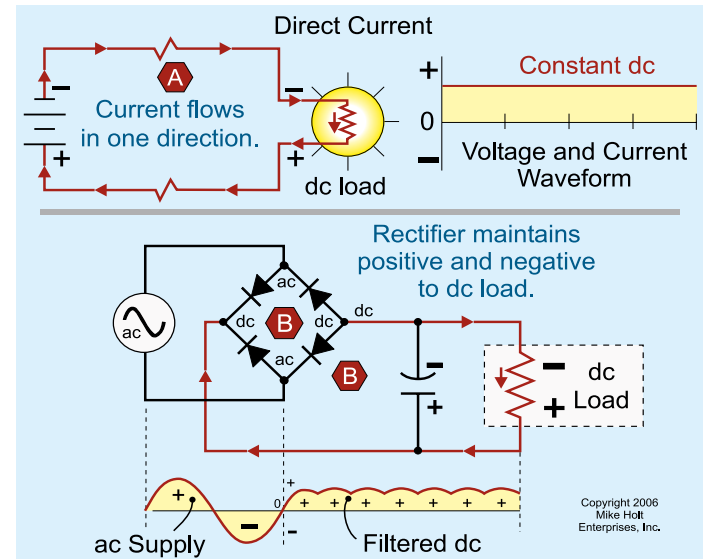 Direct Current
A
Current flows
in one direction.
−
+
−
+
dc load
+
0
−
Constant dc
Voltage and Current
Waveform
Rectifier maintains
positive and negative
to dc load.
ac
ac
dc
B
dc
dc
ac
B
−
+
−
+
dc
Load
+
−
+
0
−
+ + + + + + +
ac Supply
Filtered dc
Copyright 2006
Mike Holt
Enterprises, Inc.